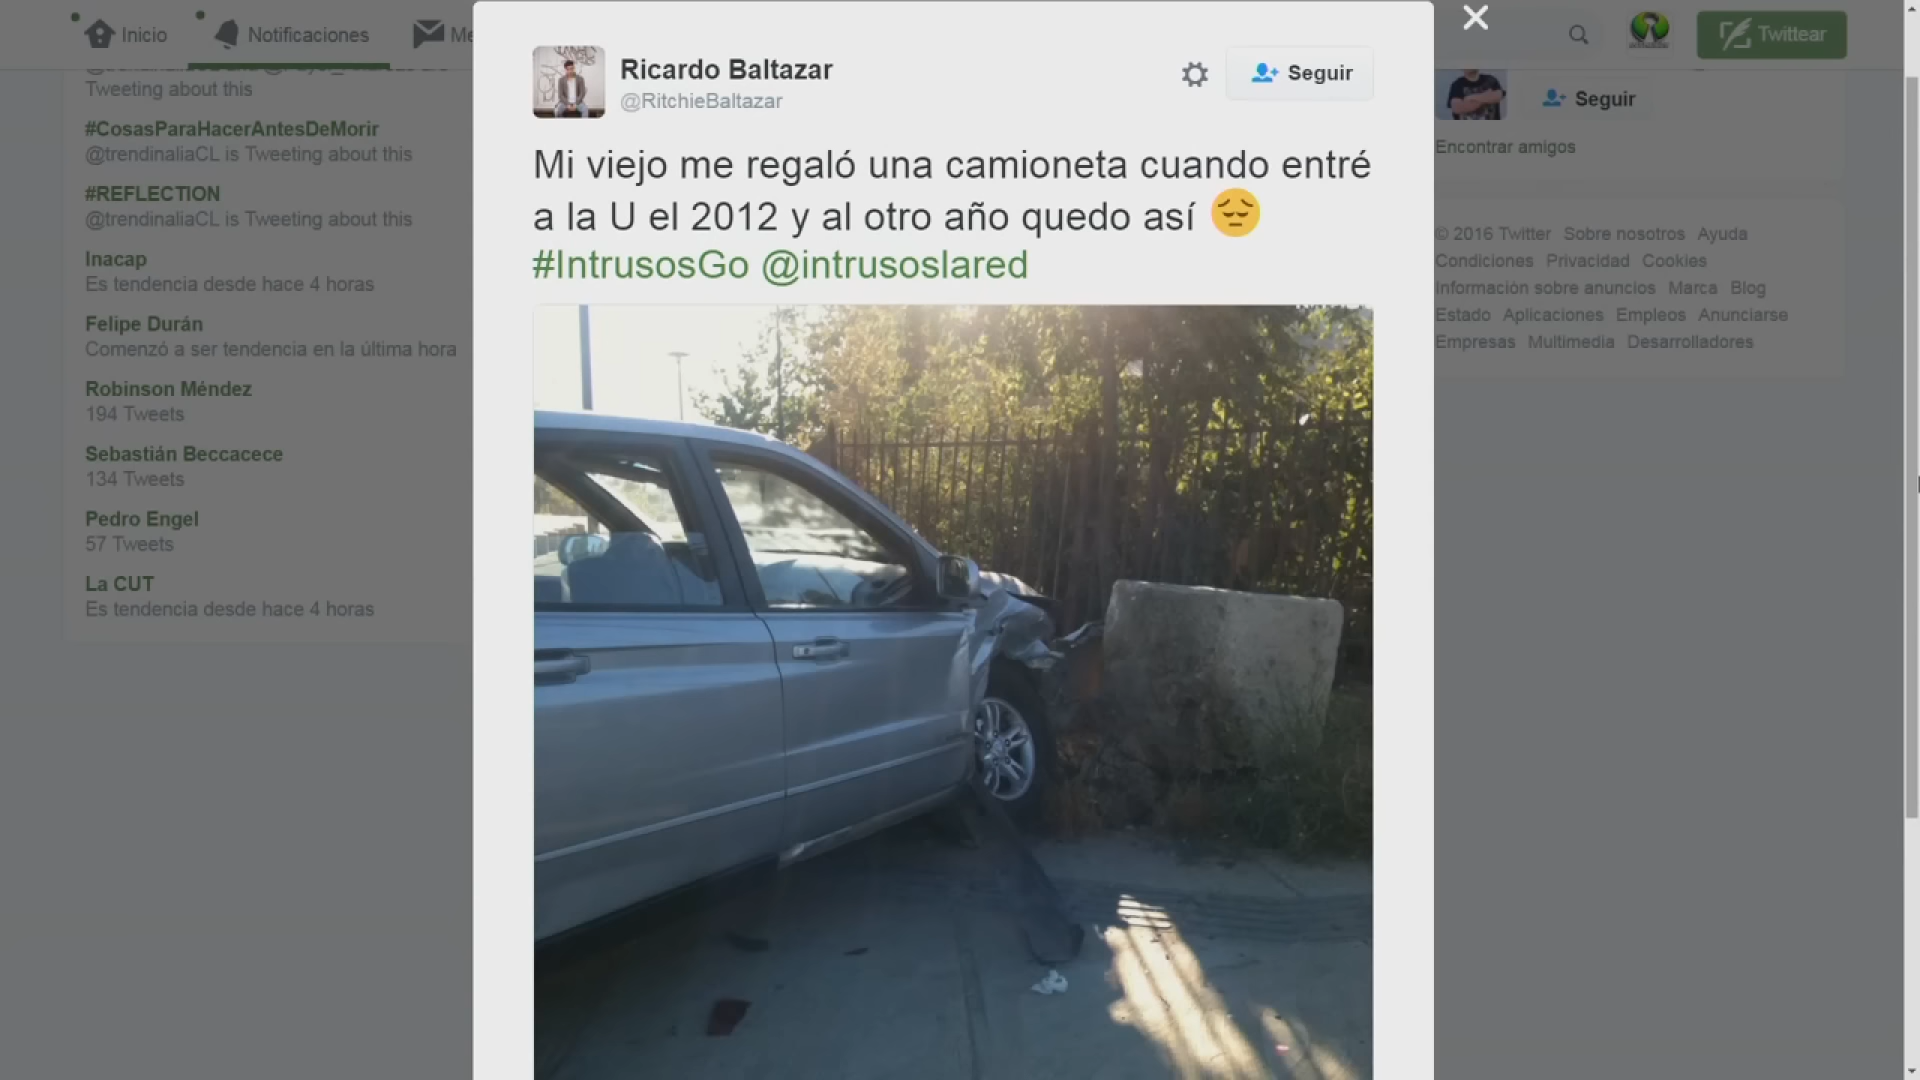 Inicio
Notificaciones
Twittear
Tweeting about this
#CosasParaHacerAntesDeMorir
@trendinaliaCL is Tweeting about this
#REFLECTION
@trendinaliaCL is Tweeting about this
Inacap
Es tendencia desde hace 4 horas
Felipe Durán
Comenzó a ser tendencia en la última hora
Robinson Méndez
194 Tweets
Sebastián Beccacece
134 Tweets
Pedro Engel
57 Tweets
La CUT
Es tendencia desde hace 4 horas
Ricardo Baltazar
@RitchieBaltazar
Seguir
Mi viejo me regaló una camioneta cuando entré
a la U el 2012 y al otro año quedo así 😔
#IntrusosGo @intrusoslared
Seguir
Encontrar amigos
© 2016 Twitter Sobre nosotros Ayuda
Condiciones Privacidad Cookies
Información sobre anuncios Marca Blog
Estado Aplicaciones Empleos Anunciarse
Empresas Multimedia Desarrolladores